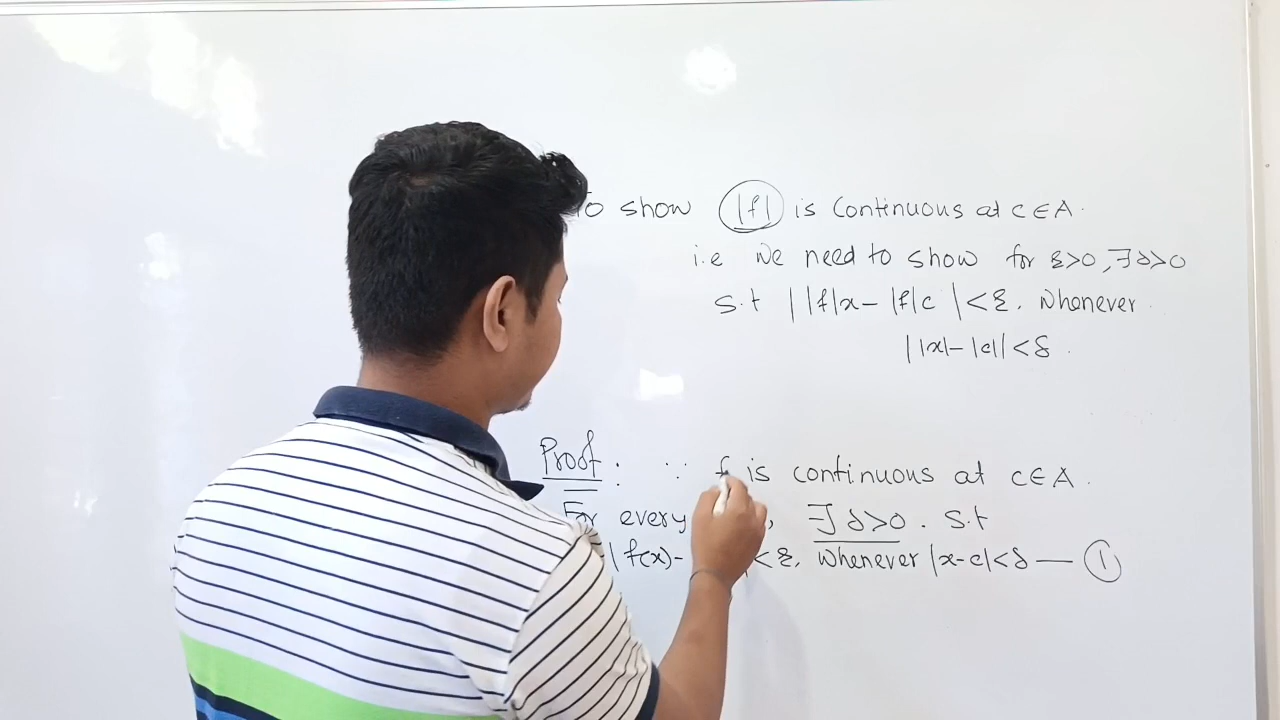 To show |f| is continuous at c∈A.
i.e we need to show for ε>0, ∃δ>0
s.t ||f|x - |f|c |<ε. whenever
||x|-|c||<δ.
Proof : ∵ f is continuous at c∈A.
For every , ∃ δ>0. s.t
|f(x)- |<ε, whenever |x-c|<δ — ①